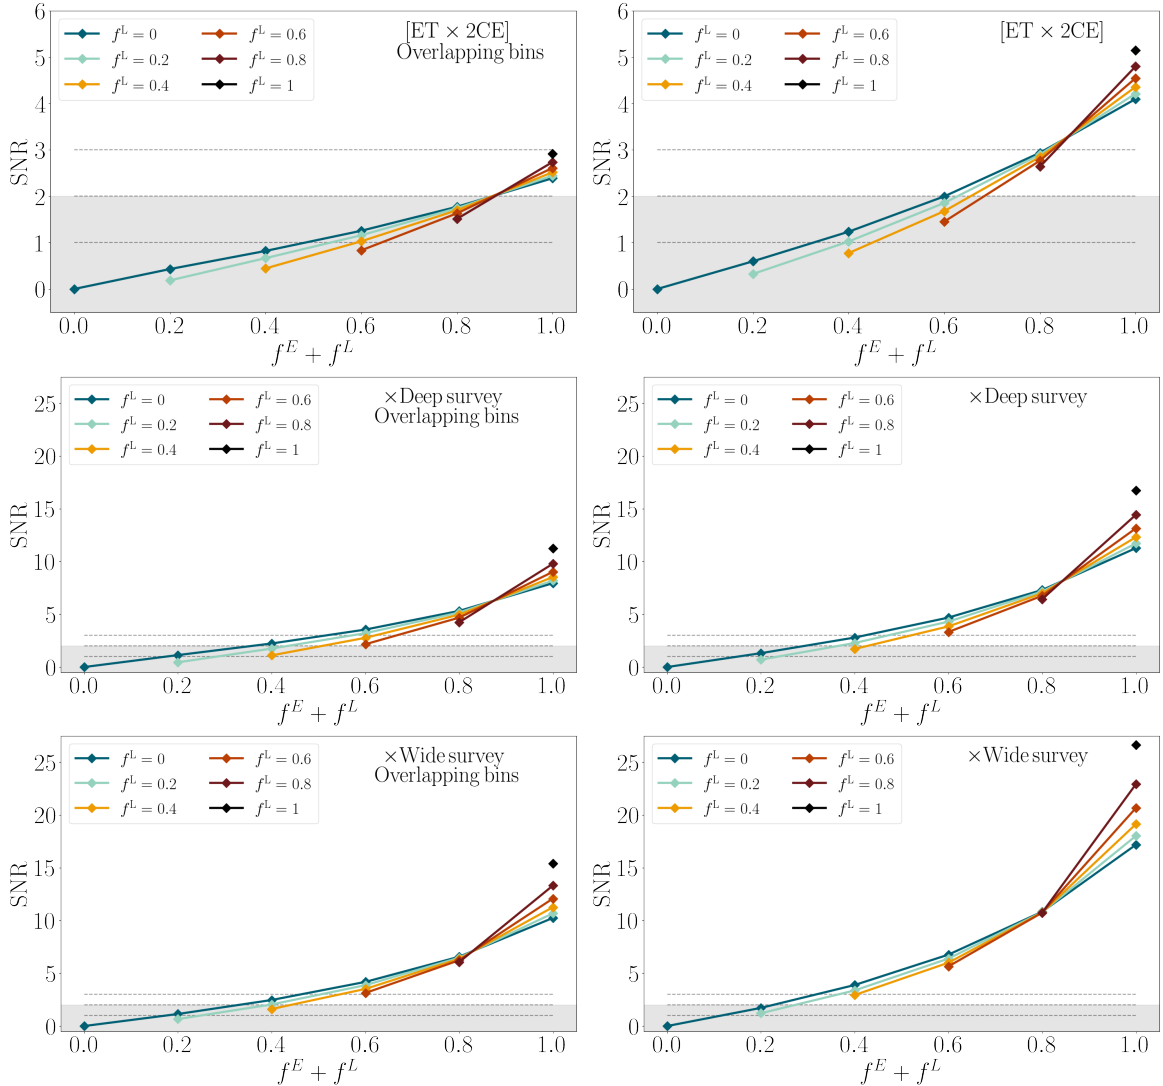 6
5
4
3
2
1
0
SNR
f^L = 0
f^L = 0.2
f^L = 0.4
f^L = 0.6
f^L = 0.8
f^L = 1
[ET × 2CE]
Overlapping bins
0.0 0.2 0.4 0.6 0.8 1.0
f^E + f^L
6
5
4
3
2
1
0
SNR
f^L = 0
f^L = 0.2
f^L = 0.4
f^L = 0.6
f^L = 0.8
f^L = 1
[ET × 2CE]
0.0 0.2 0.4 0.6 0.8 1.0
f^E + f^L
25
20
15
10
5
0
SNR
f^L = 0
f^L = 0.2
f^L = 0.4
f^L = 0.6
f^L = 0.8
f^L = 1
×Deep survey
Overlapping bins
0.0 0.2 0.4 0.6 0.8 1.0
f^E + f^L
25
20
15
10
5
0
SNR
f^L = 0
f^L = 0.2
f^L = 0.4
f^L = 0.6
f^L = 0.8
f^L = 1
×Deep survey
0.0 0.2 0.4 0.6 0.8 1.0
f^E + f^L
25
20
15
10
5
0
SNR
f^L = 0
f^L = 0.2
f^L = 0.4
f^L = 0.6
f^L = 0.8
f^L = 1
×Wide survey
Overlapping bins
0.0 0.2 0.4 0.6 0.8 1.0
f^E + f^L
25
20
15
10
5
0
SNR
f^L = 0
f^L = 0.2
f^L = 0.4
f^L = 0.6
f^L = 0.8
f^L = 1
×Wide survey
0.0 0.2 0.4 0.6 0.8 1.0
f^E + f^L